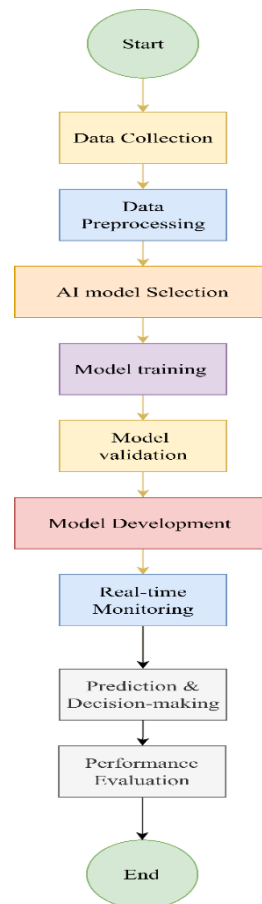 Start
Data Collection
Data
Preprocessing
AI model Selection
Model training
Model
validation
Model Development
Real-time
Monitoring
Prediction &
Decision-making
Performance
Evaluation
End